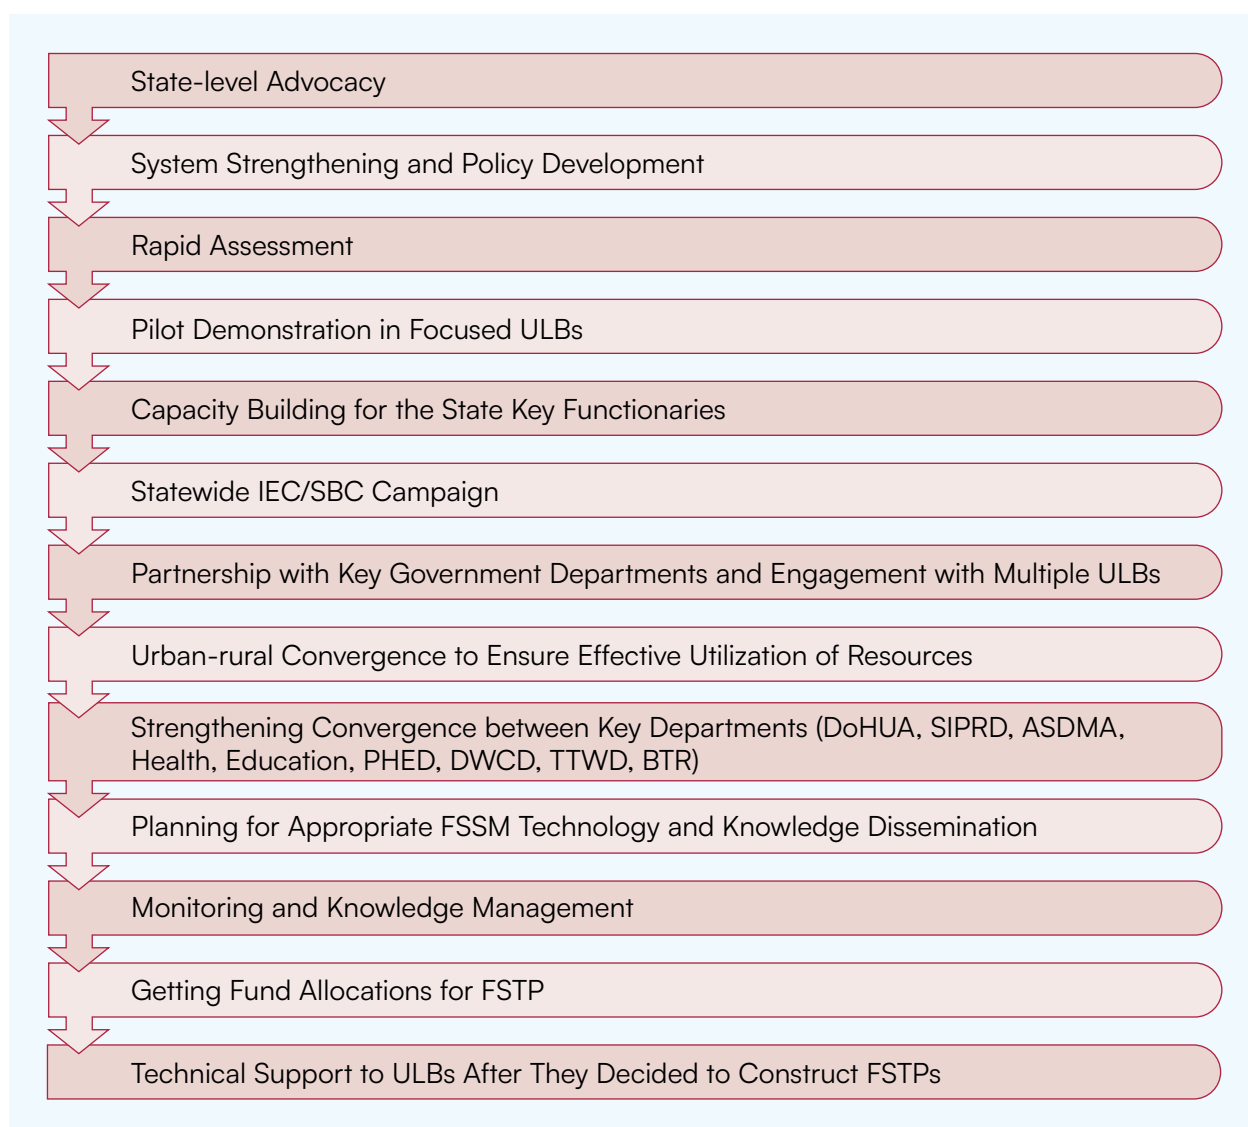 State-level Advocacy
System Strengthening and Policy Development
Rapid Assessment
Pilot Demonstration in Focused ULBs
Capacity Building for the State Key Functionaries
Statewide IEC/SBC Campaign
Partnership with Key Government Departments and Engagement with Multiple ULBs
Urban-rural Convergence to Ensure Effective Utilization of Resources
Strengthening Convergence between Key Departments (DoHUA, SIPRD, ASDMA,
Health, Education, PHED, DWCD, TTWD, BTR)
Planning for Appropriate FSSM Technology and Knowledge Dissemination
Monitoring and Knowledge Management
Getting Fund Allocations for FSTP
Technical Support to ULBs After They Decided to Construct FSTPs